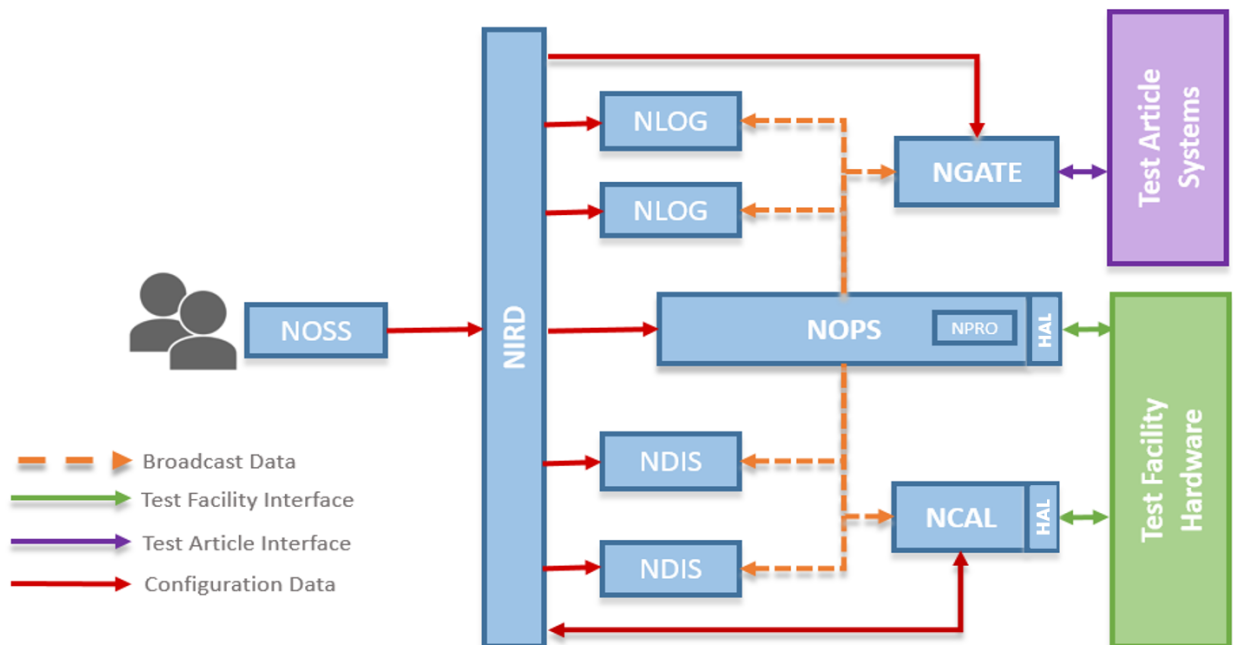 NLOG
NLOG
NGATE
Test Article
Systems
NOSS
NIRD
NOPS
NPRO
HAL
NDIS
NDIS
NCAL
HAL
Test Facility
Hardware
Broadcast Data
Test Facility Interface
Test Article Interface
Configuration Data